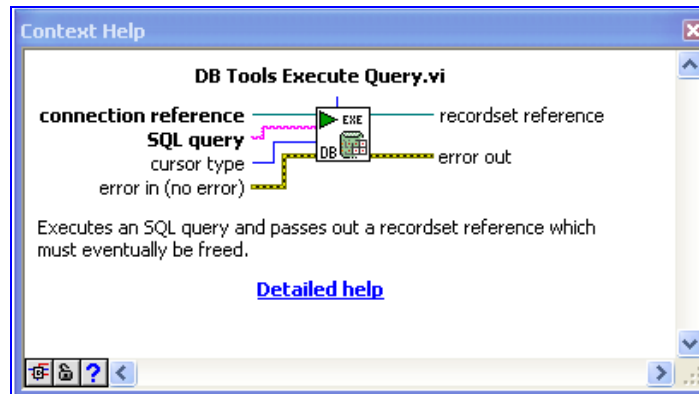 Context Help
DB Tools Execute Query.vi
connection reference
SQL query
cursor type
error in (no error)
EXE
DB
recordset reference
error out
Executes an SQL query and passes out a recordset reference which
must eventually be freed.
Detailed help
?